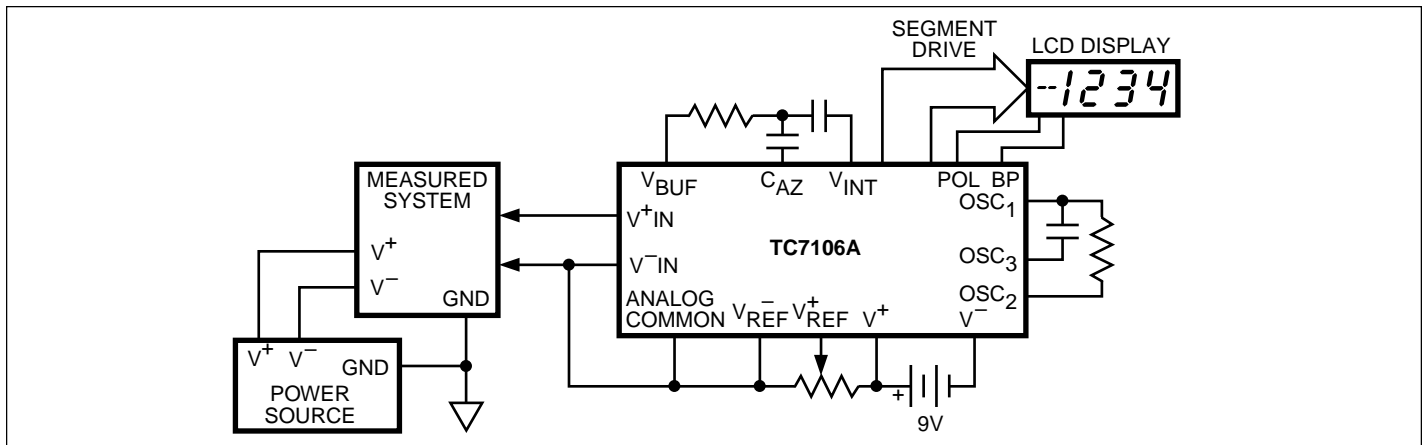 SEGMENT
DRIVE
LCD DISPLAY
--1234
MEASURED
SYSTEM
V+
V–
GND
V+ V–
GND
POWER
SOURCE
VBUF
CAZ
VINT
POL BP
OSC1
V+IN
TC7106A
V–IN
OSC3
OSC2
ANALOG
COMMON
V–REF
V+REF
V+
V–
+
9V